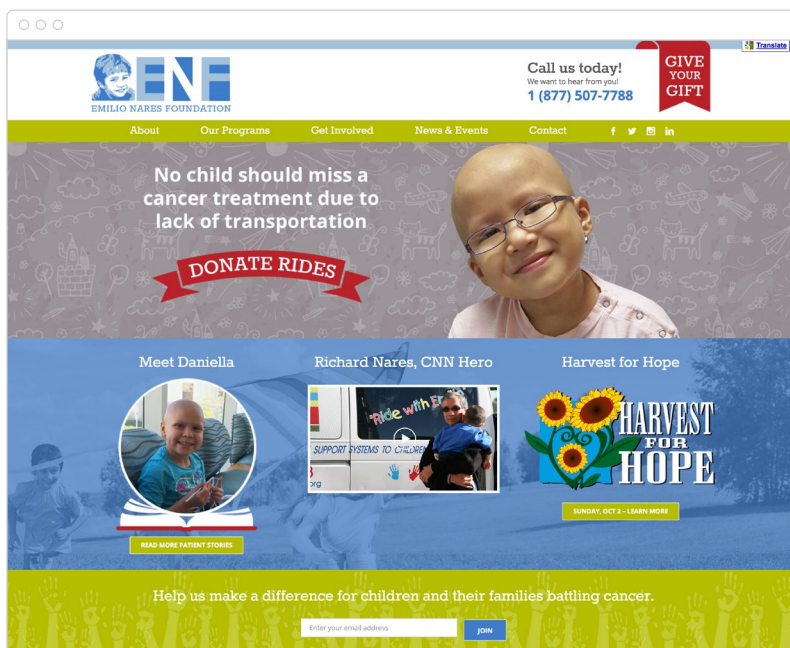 Translate
ENF
EMILIO NARES FOUNDATION
Call us today!
We want to hear from you!
1 (877) 507-7788
GIVE
YOUR
GIFT
About
Our Programs
Get Involved
News & Events
Contact
No child should miss a
cancer treatment due to
lack of transportation
DONATE RIDES
Meet Daniella
Richard Nares, CNN Hero
Harvest for Hope
"Ride with
SUPPORT SYSTEMS TO CHILDREN
org
HARVEST
FOR
HOPE
SUNDAY, OCT 2 – LEARN MORE
READ MORE PATIENT STORIES
Help us make a difference for children and their families battling cancer.
Enter your email address
JOIN